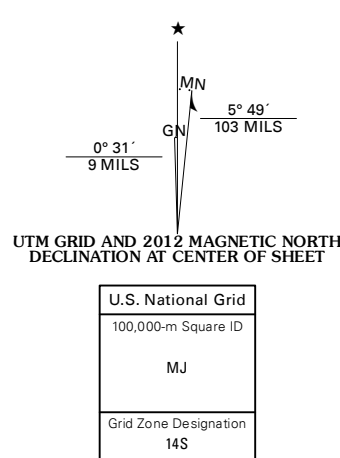 ★
MN
5° 49´
103 MILS
GN
0° 31´
9 MILS
UTM GRID AND 2012 MAGNETIC NORTH
DECLINATION AT CENTER OF SHEET
U.S. National Grid
100,000-m Square ID
MJ
Grid Zone Designation
14S